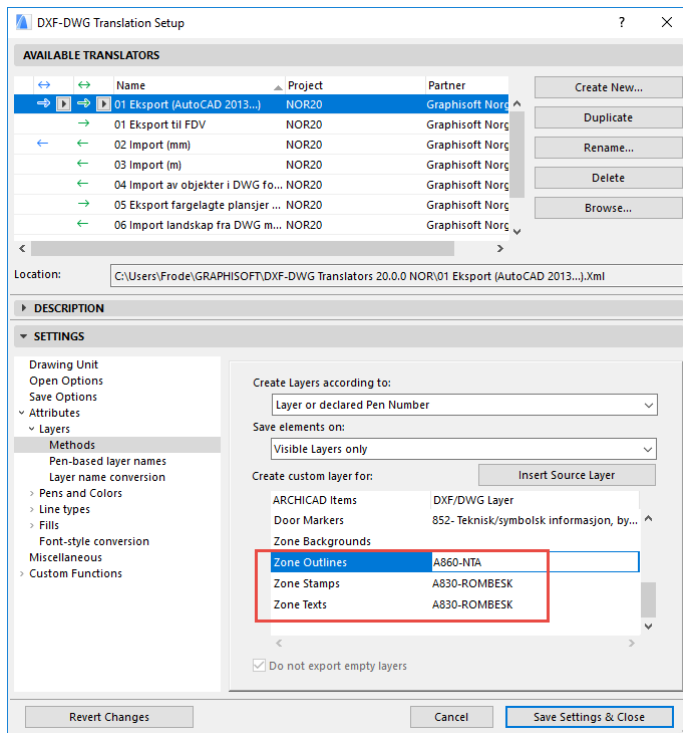 DXF-DWG Translation Setup ? ×
AVAILABLE TRANSLATORS
Name Project Partner
01 Eksport (AutoCAD 2013...) NOR20 Graphisoft Norg
01 Eksport til FDV NOR20 Graphisoft Norg
02 Import (mm) NOR20 Graphisoft Norg
03 Import (m) NOR20 Graphisoft Norg
04 Import av objekter i DWG fo... NOR20 Graphisoft Norg
05 Eksport fargelagte plansjer ... NOR20 Graphisoft Norg
06 Import landskap fra DWG m... NOR20 Graphisoft Norg
Create New...
Duplicate
Rename...
Delete
Browse...
Location: C:\Users\Frode\GRAPHISOFT\DXF-DWG Translators 20.0.0 NOR\01 Eksport (AutoCAD 2013...).Xml
DESCRIPTION
SETTINGS
Drawing Unit
Open Options
Save Options
Attributes
Layers
Methods
Pen-based layer names
Layer name conversion
Pens and Colors
Line types
Fills
Font-style conversion
Miscellaneous
Custom Functions
Create Layers according to:
Layer or declared Pen Number
Save elements on:
Visible Layers only
Create custom layer for: Insert Source Layer
ARCHICAD Items DXF/DWG Layer
Door Markers 852- Teknisk/symbolsk informasjon, by...
Zone Backgrounds
Zone Outlines A860-NTA
Zone Stamps A830-ROMBESK
Zone Texts A830-ROMBESK
Do not export empty layers
Revert Changes Cancel Save Settings & Close